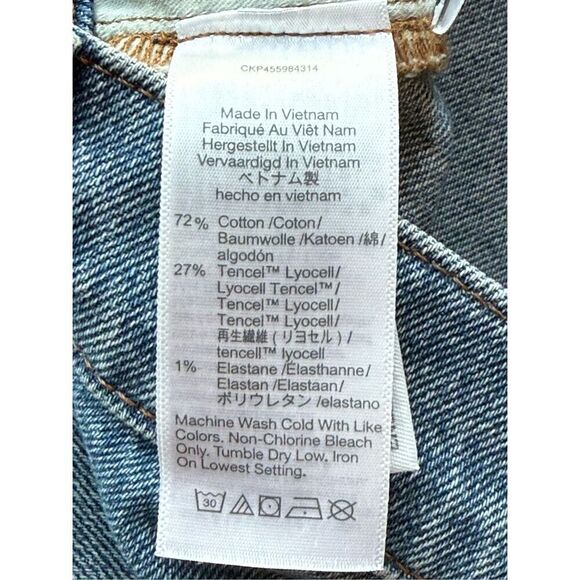 CKP455984314
Made In Vietnam
Fabriqué Au Viêt Nam
Hergestellt In Vietnam
Vervaardigd In Vietnam
ベトナム製
hecho en vietnam
72% Cotton /Coton/
Baumwolle /Katoen /綿/
algodón
27% Tencel™ Lyocell/
Lyocell Tencel™/
Tencel™ Lyocell/
Tencel™ Lyocell/
再生繊維 (リヨセル)/
tencell™ lyocell
1% Elastane /Élasthanne/
Elastan /Elastaan/
ポリウレタン /elastano
Machine Wash Cold With Like
Colors. Non-Chlorine Bleach
Only. Tumble Dry Low. Iron
On Lowest Setting.
30